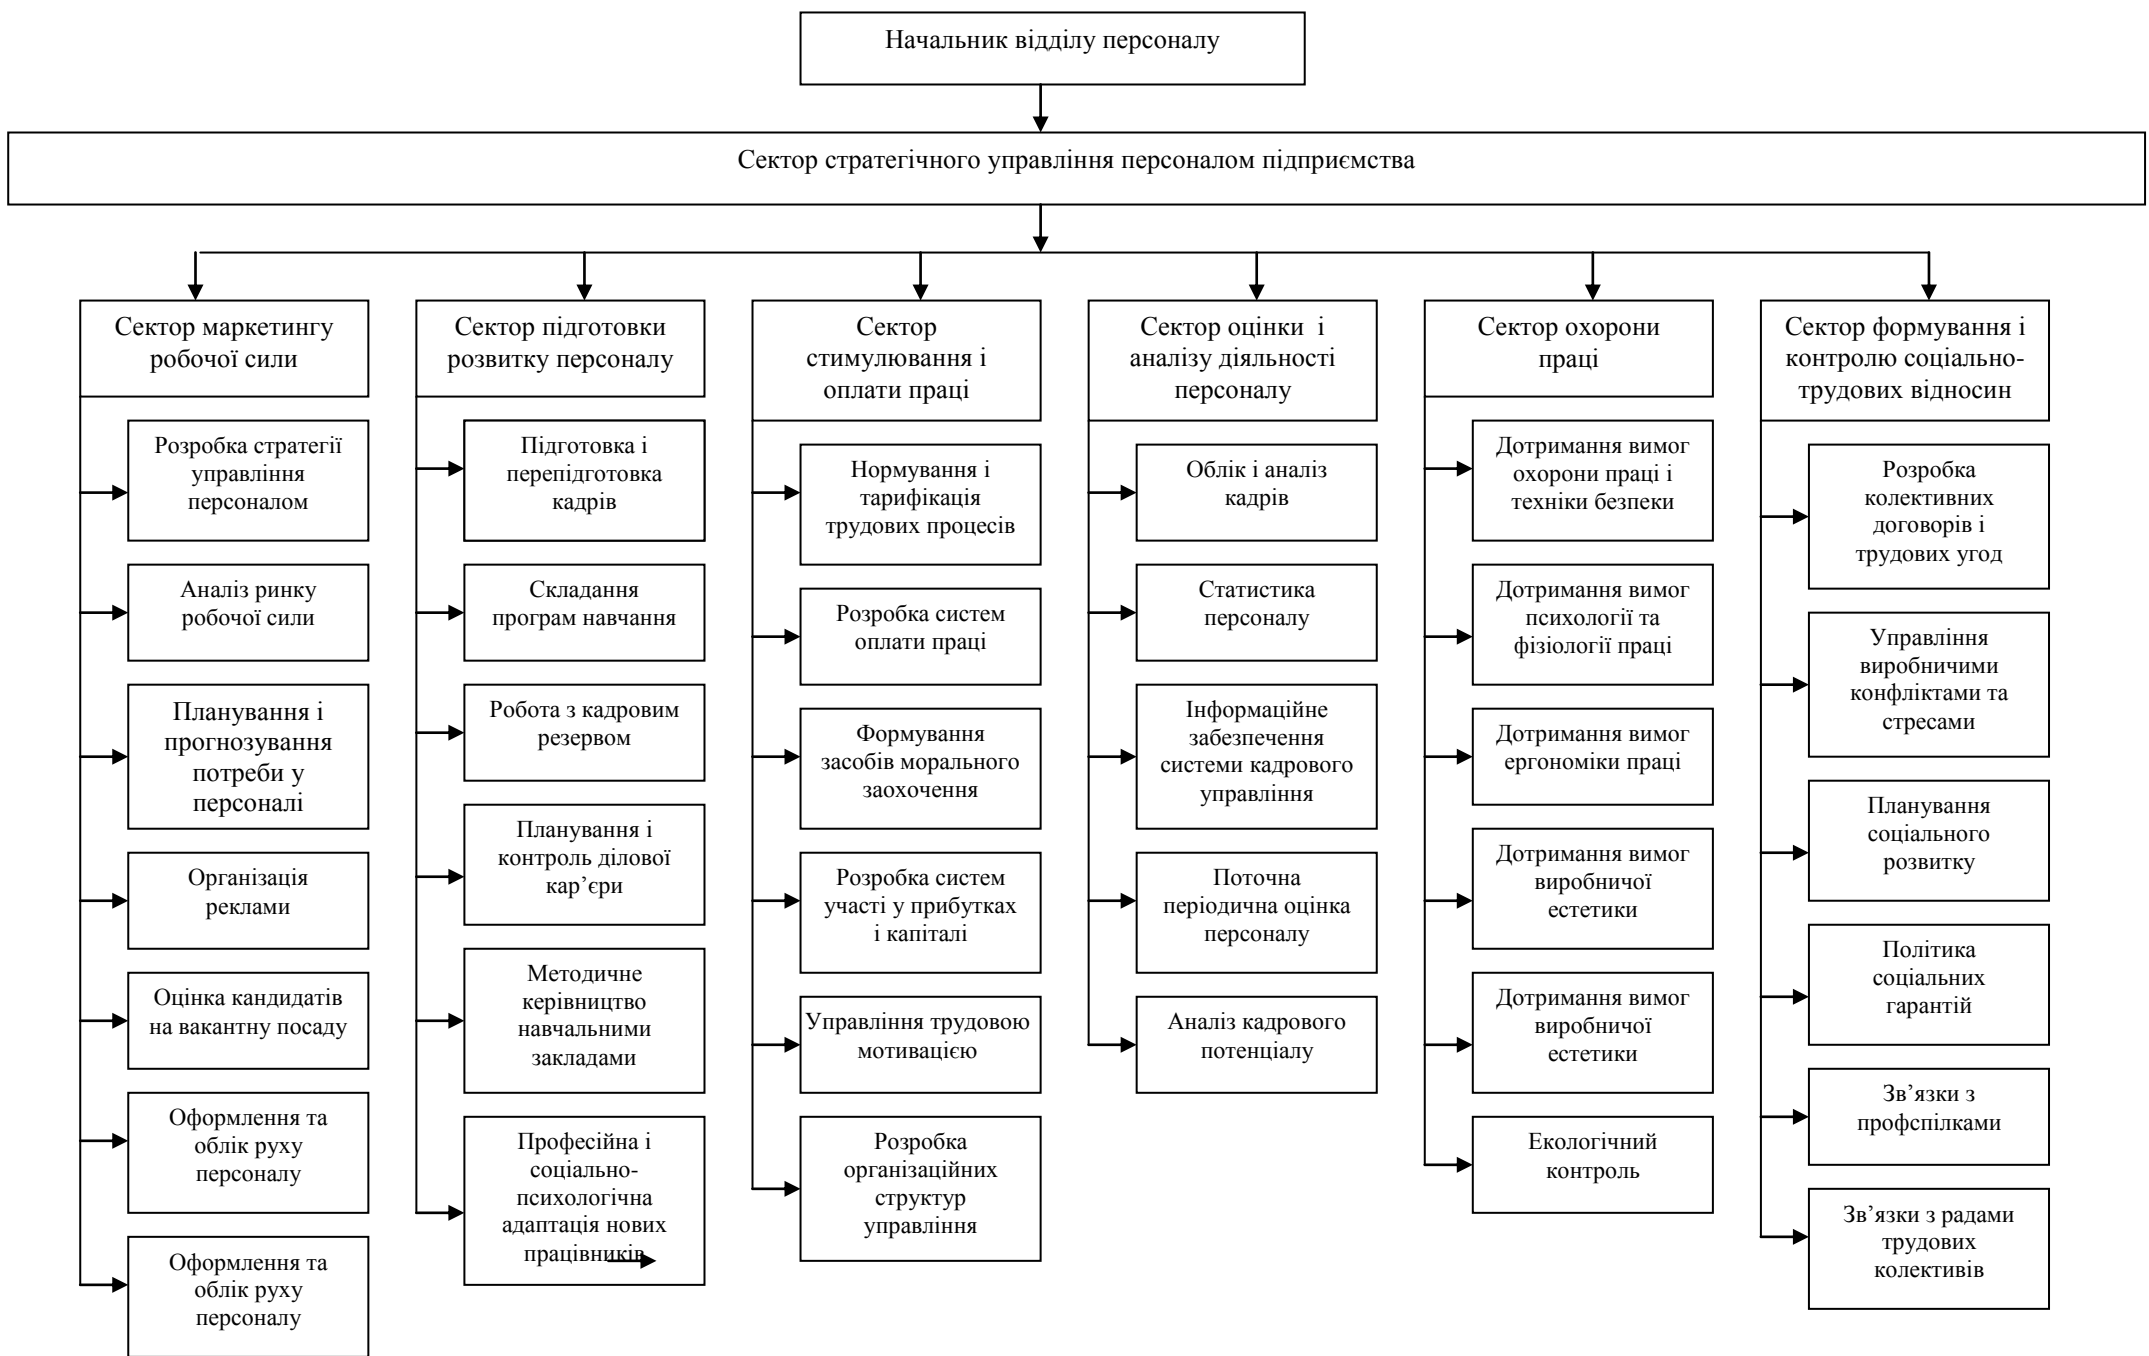 Начальник відділу персоналу
Сектор стратегічного управління персоналом підприємства
Сектор маркетингу
робочої сили
Розробка стратегії
управління
персоналом
Аналіз ринку
робочої сили
Планування і
прогнозування
потреби у
персоналі
Організація
реклами
Оцінка кандидатів
на вакантну посаду
Оформлення та
облік руху
персоналу
Оформлення та
облік руху
персоналу
Сектор підготовки
розвитку персоналу
Підготовка і
перепідготовка
кадрів
Складання
програм навчання
Робота з кадровим
резервом
Планування і
контроль ділової
кар’єри
Методичне
керівництво
навчальними
закладами
Професійна і
соціально-
психологічна
адаптація нових
працівників
Сектор
стимулювання і
оплати праці
Нормування і
тарифікація
трудових процесів
Розробка систем
оплати праці
Формування
засобів морального
заохочення
Розробка систем
участі у прибутках
і капіталі
Управління трудовою
мотивацією
Розробка
організаційних
структур
управління
Сектор оцінки і
аналізу діяльності
персоналу
Облік і аналіз
кадрів
Статистика
персоналу
Інформаційне
забезпечення
системи кадрового
управління
Поточна
періодична оцінка
персоналу
Аналіз кадрового
потенціалу
Сектор охорони
праці
Дотримання вимог
охорони праці і
техніки безпеки
Дотримання вимог
психології та
фізіології праці
Дотримання вимог
ергономіки праці
Дотримання вимог
виробничої
естетики
Дотримання вимог
виробничої
естетики
Екологічний
контроль
Сектор формування і
контролю соціально-
трудових відносин
Розробка
колективних
договорів і
трудових угод
Управління
виробничими
конфліктами та
стресами
Планування
соціального
розвитку
Політика
соціальних
гарантій
Зв’язки з
профспілками
Зв’язки з радами
трудових
колективів